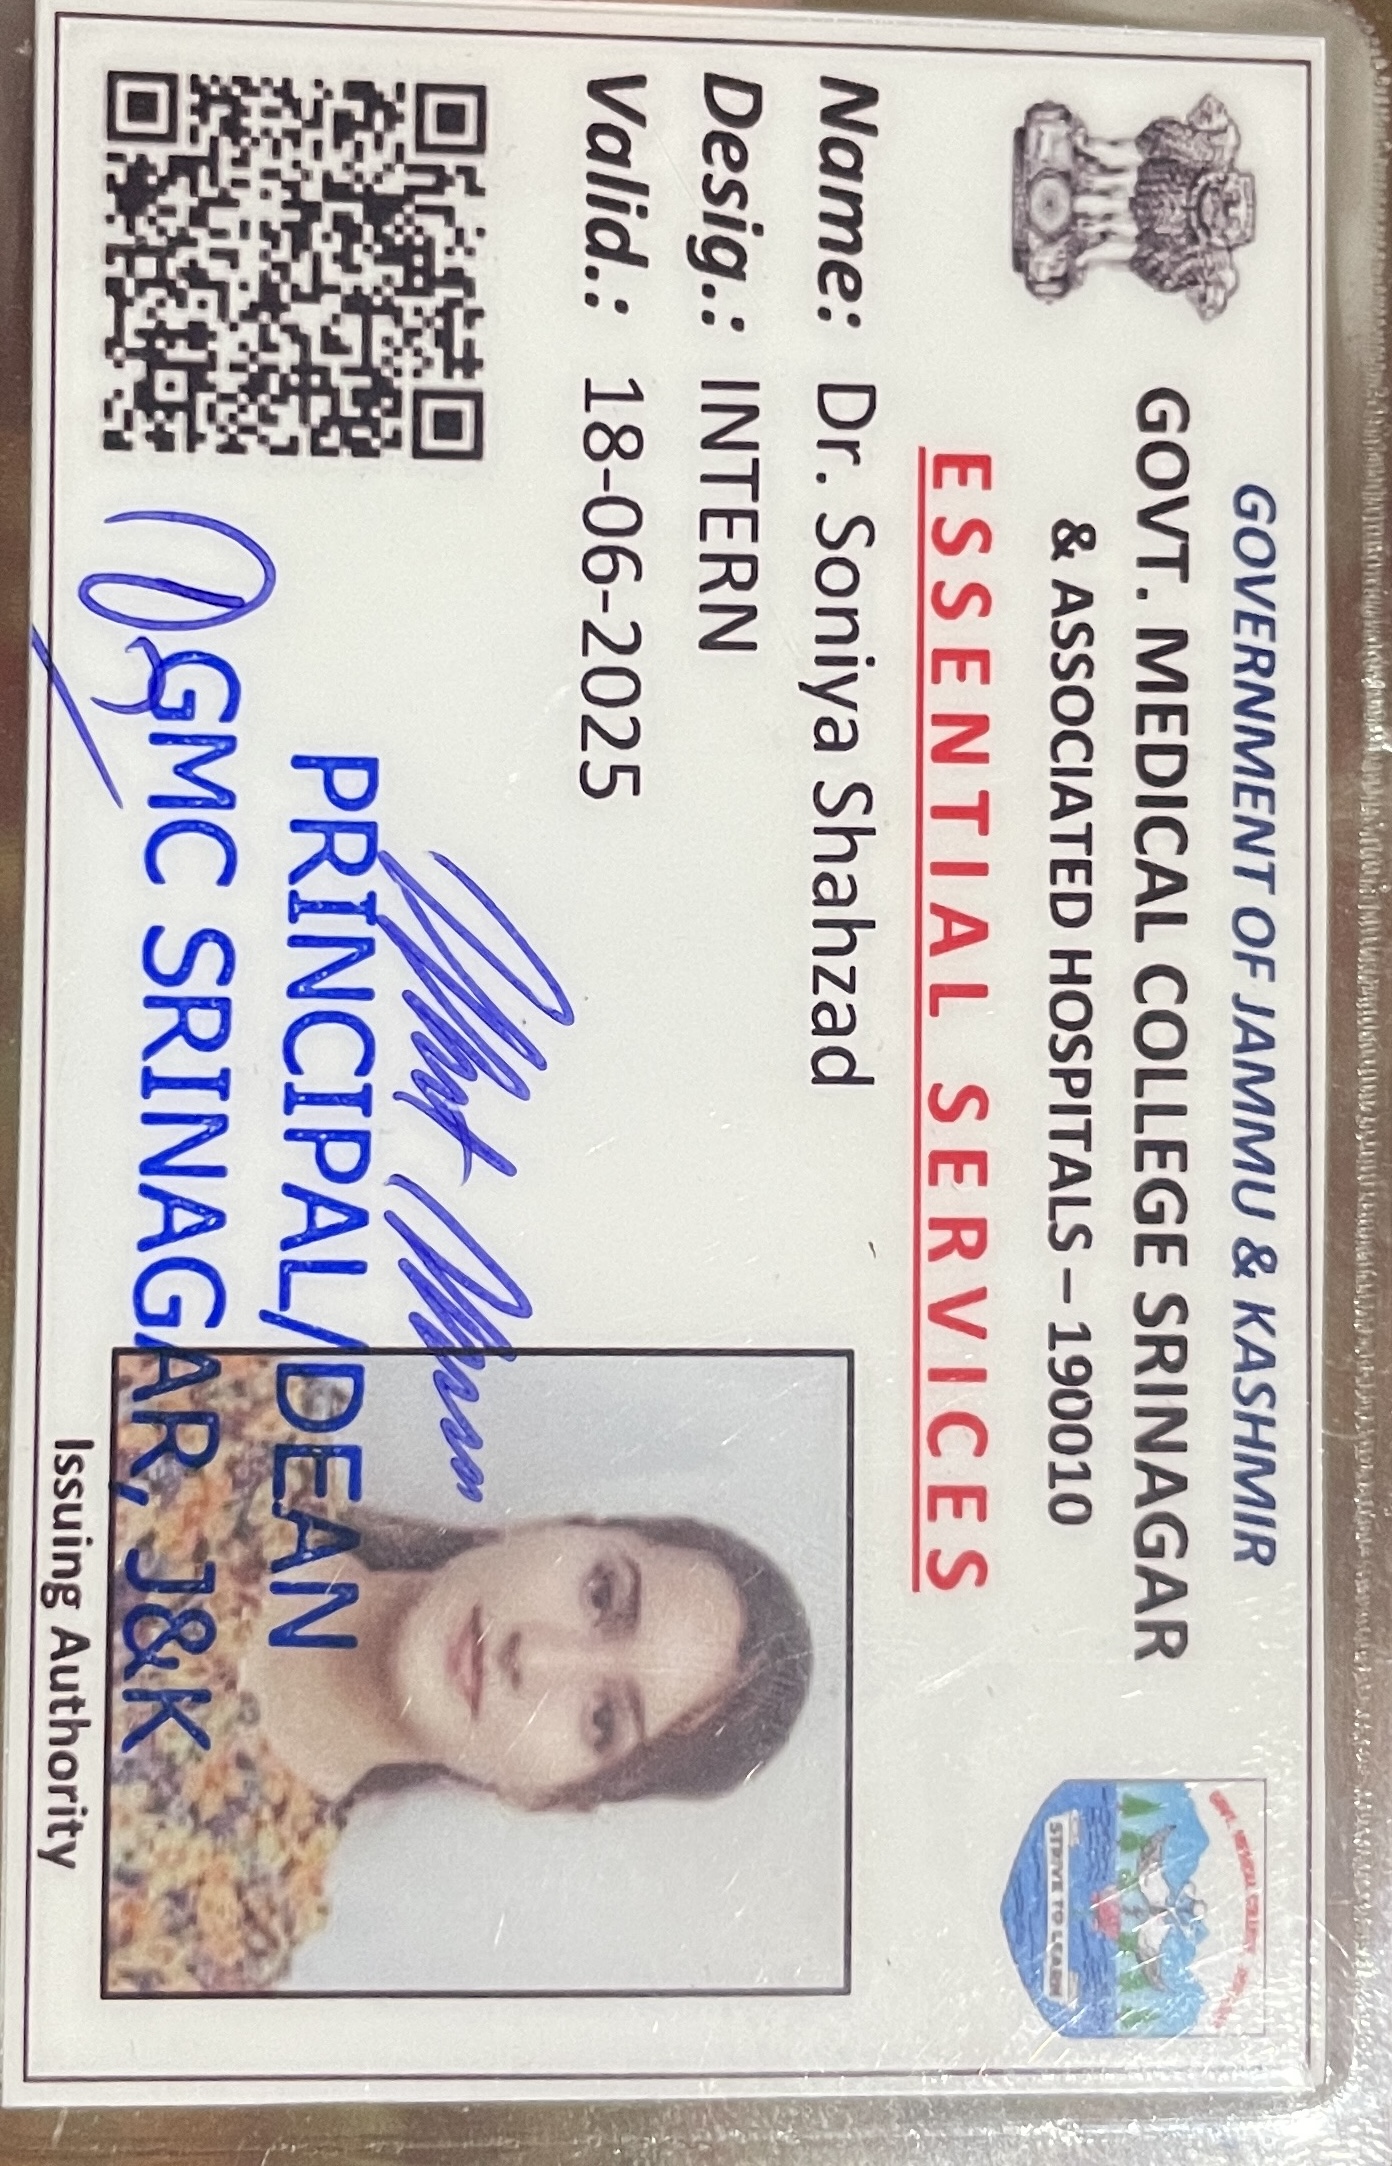 GOVERNMENT OF JAMMU & KASHMIR
GOVT. MEDICAL COLLEGE SRINAGAR
& ASSOCIATED HOSPITALS – 190010
ESSENTIAL SERVICES
Name: Dr. Soniya Shahzad
Desig.: INTERN
Valid.: 18-06-2025
PRINCIPAL/DEAN
GMC SRINAGAR, J&K
Issuing Authority
STRIVE TO LEARN